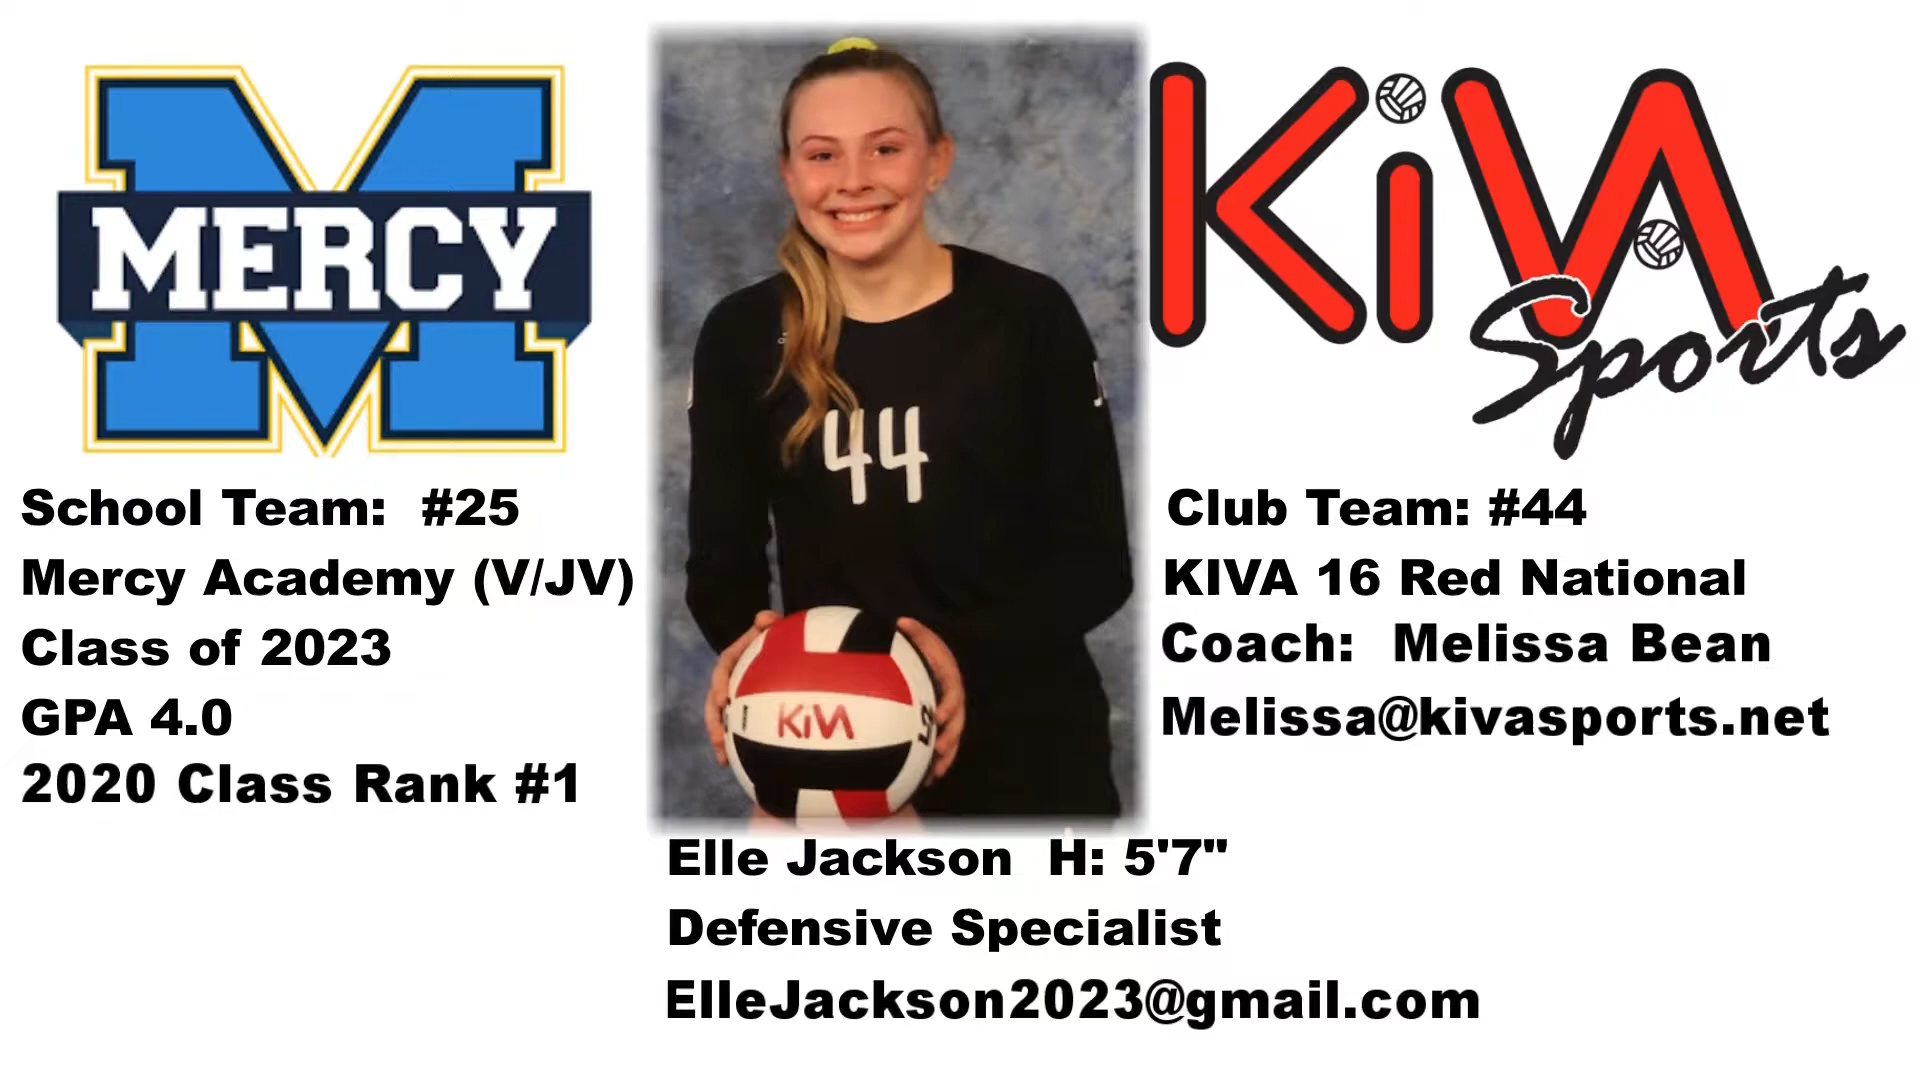 MERCY
School Team: #25
Mercy Academy (V/JV)
Class of 2023
GPA 4.0
2020 Class Rank #1
44
KiVA
Elle Jackson H: 5'7"
Defensive Specialist
ElleJackson2023@gmail.com
KiVA
Sports
Club Team: #44
KIVA 16 Red National
Coach: Melissa Bean
Melissa@kivasports.net